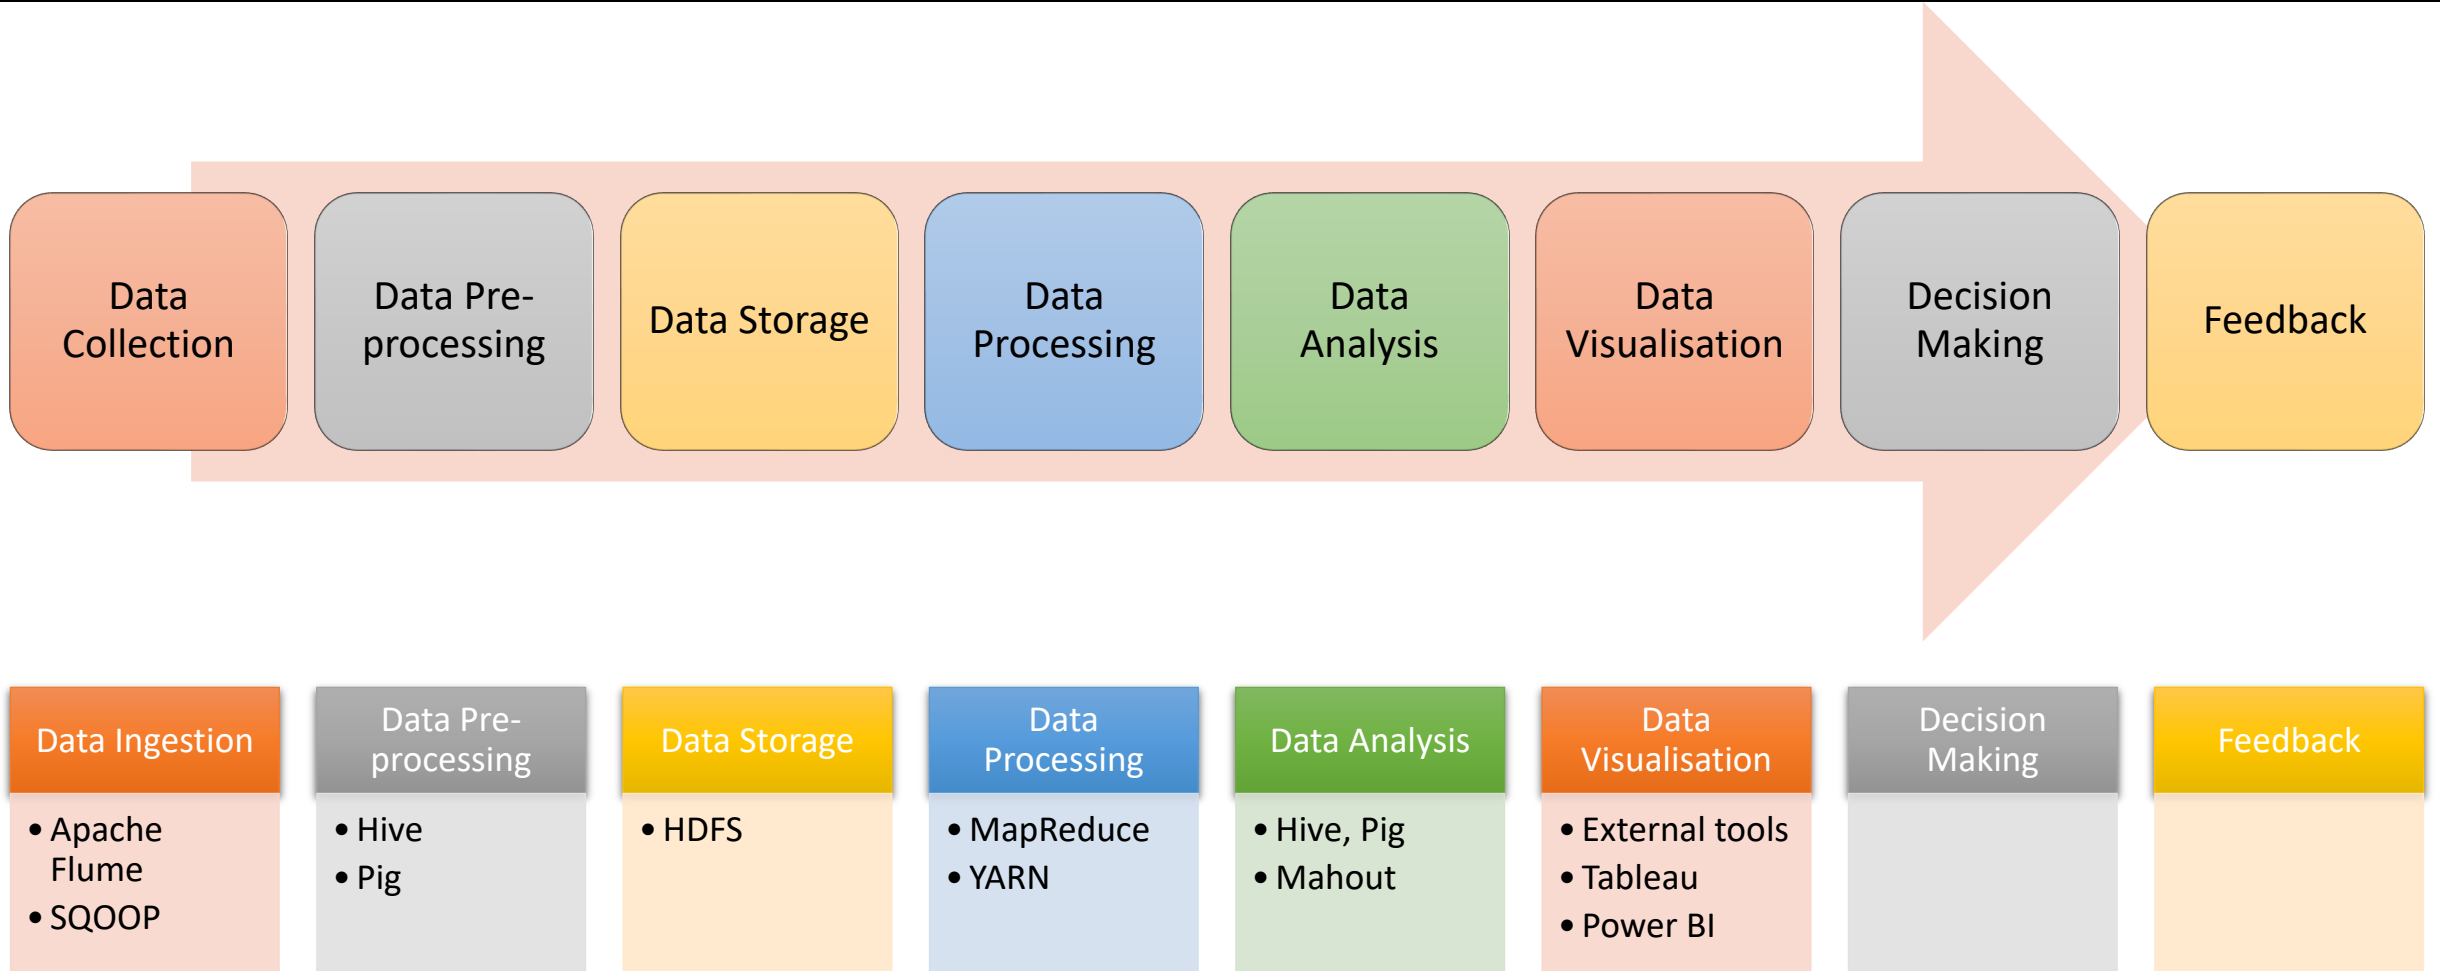 Data
Collection
Data Pre-
processing
Data Storage
Data
Processing
Data
Analysis
Data
Visualisation
Decision
Making
Feedback
Data Ingestion
• Apache
Flume
• SQOOP
Data Pre-
processing
• Hive
• Pig
Data Storage
• HDFS
Data
Processing
• MapReduce
• YARN
Data Analysis
• Hive, Pig
• Mahout
Data
Visualisation
• External tools
• Tableau
• Power BI
Decision
Making
Feedback